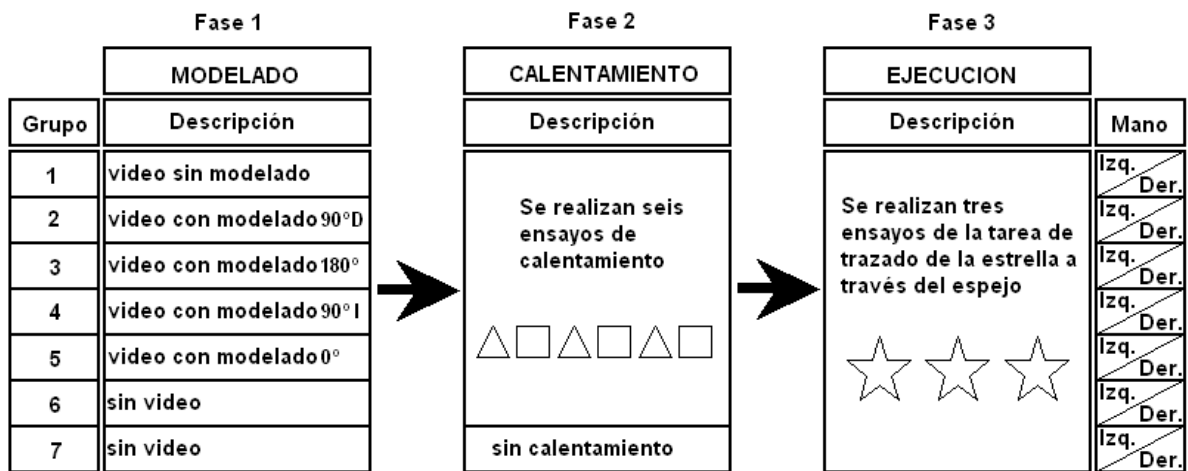 Fase 1
Fase 2
Fase 3
MODELADO
CALENTAMIENTO
EJECUCION
Grupo
Descripción
Descripción
Descripción
Mano
1
video sin modelado
Izq.
Der.
2
video con modelado 90°D
Izq.
Der.
3
video con modelado 180°
Izq.
Der.
4
video con modelado 90°I
Izq.
Der.
5
video con modelado 0°
Izq.
Der.
6
sin video
Izq.
Der.
7
sin video
Izq.
Der.
Se realizan seis
ensayos de
calentamiento
sin calentamiento
Se realizan tres
ensayos de la tarea de
trazado de la estrella a
través del espejo